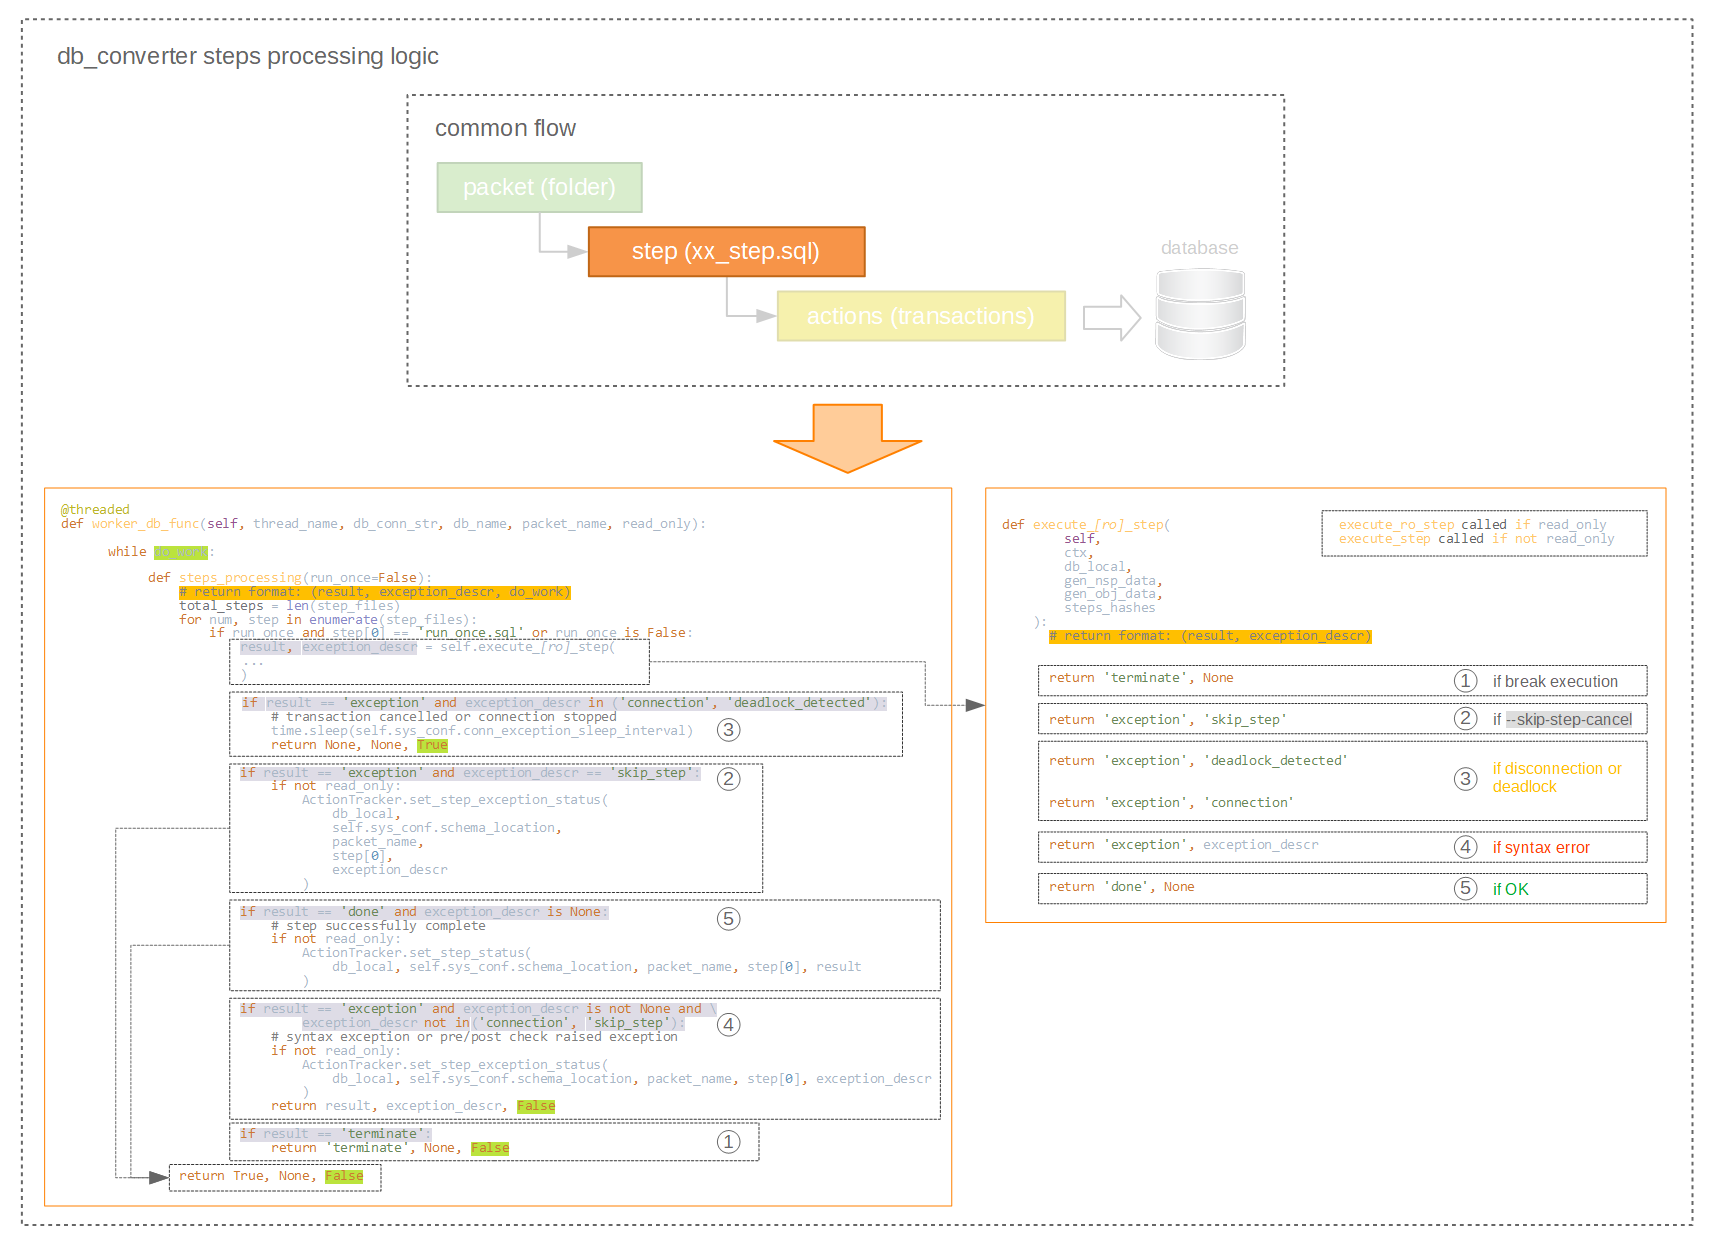 db_converter steps processing logic
common flow
packet (folder)
step (xx_step.sql)
database
actions (transactions)
@threaded
def worker_db_func(self, thread_name, db_conn_str, db_name, packet_name, read_only):
while do_work:
def steps_processing(run_once=False):
# return format: (result, exception_descr, do_work)
total_steps = len(step_files)
for num, step in enumerate(step_files):
if run_once and step[0] == 'run_once.sql' or run_once is False:
result, exception_descr = self.execute_[ro]_step(
...
)
if result == 'exception' and exception_descr in ('connection', 'deadlock_detected'):
# transaction cancelled or connection stopped
time.sleep(self.sys_conf.conn_exception_sleep_interval)
return None, None, True
3
if result == 'exception' and exception_descr == 'skip_step':
if not read_only:
ActionTracker.set_step_exception_status(
db_local,
self.sys_conf.schema_location,
packet_name,
step[0],
exception_descr
)
2
if result == 'done' and exception_descr is None:
# step successfully complete
if not read_only:
ActionTracker.set_step_status(
db_local, self.sys_conf.schema_location, packet_name, step[0], result
)
5
if result == 'exception' and exception_descr is not None and \
exception_descr not in('connection', 'skip_step'):
# syntax exception or pre/post check raised exception
if not read_only:
ActionTracker.set_step_exception_status(
db_local, self.sys_conf.schema_location, packet_name, step[0], exception_descr
)
return result, exception_descr, False
4
if result == 'terminate':
return 'terminate', None, False
1
return True, None, False
def execute_[ro]_step(
self,
ctx,
db_local,
gen_nsp_data,
gen_obj_data,
steps_hashes
):
# return format: (result, exception_descr)
execute_ro_step called if read_only
execute_step called if not read_only
return 'terminate', None 1 if break execution
return 'exception', 'skip_step' 2 if --skip-step-cancel
return 'exception', 'deadlock_detected'
return 'exception', 'connection'
3 if disconnection or
deadlock
return 'exception', exception_descr 4 if syntax error
return 'done', None 5 if OK